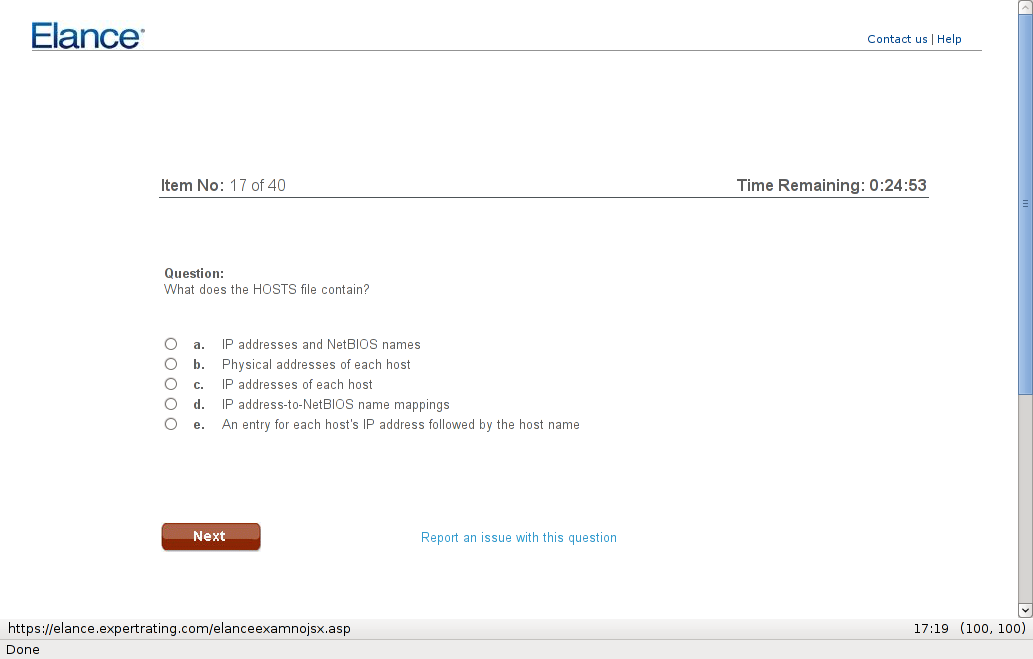 Elance®
Contact us | Help
Item No: 17 of 40
Time Remaining: 0:24:53
Question:
What does the HOSTS file contain?
a. IP addresses and NetBIOS names
b. Physical addresses of each host
c. IP addresses of each host
d. IP address-to-NetBIOS name mappings
e. An entry for each host's IP address followed by the host name
Next
Report an issue with this question
https://elance.expertrating.com/elanceexamnojsx.asp
17:19 (100, 100)
Done